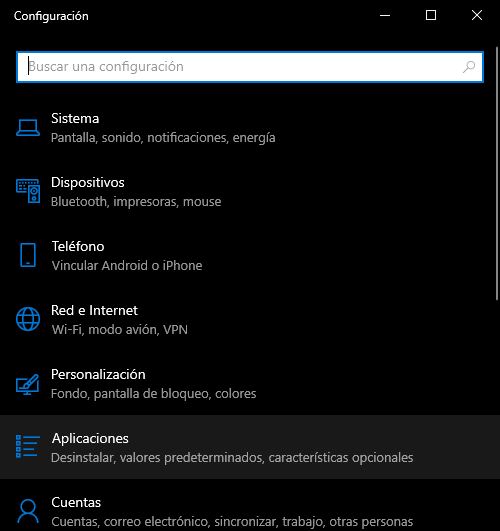 Configuración
Buscar una configuración
Sistema
Pantalla, sonido, notificaciones, energía
Dispositivos
Bluetooth, impresoras, mouse
Teléfono
Vincular Android o iPhone
Red e Internet
Wi-Fi, modo avión, VPN
Personalización
Fondo, pantalla de bloqueo, colores
Aplicaciones
Desinstalar, valores predeterminados, características opcionales
Cuentas
Cuentas, correo electrónico, sincronizar, trabajo, otras personas